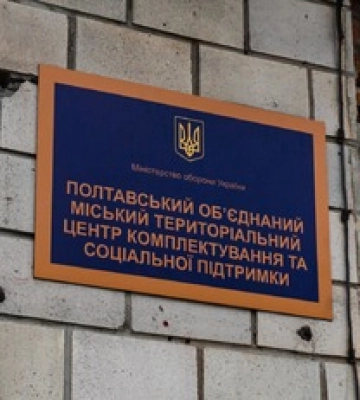 Міністерство оборони України
ПОЛТАВСЬКИЙ ОБ'ЄДНАНИЙ
МІСЬКИЙ ТЕРИТОРІАЛЬНИЙ
ЦЕНТР КОМПЛЕКТУВАННЯ ТА
СОЦІАЛЬНОЇ ПІДТРИМКИ